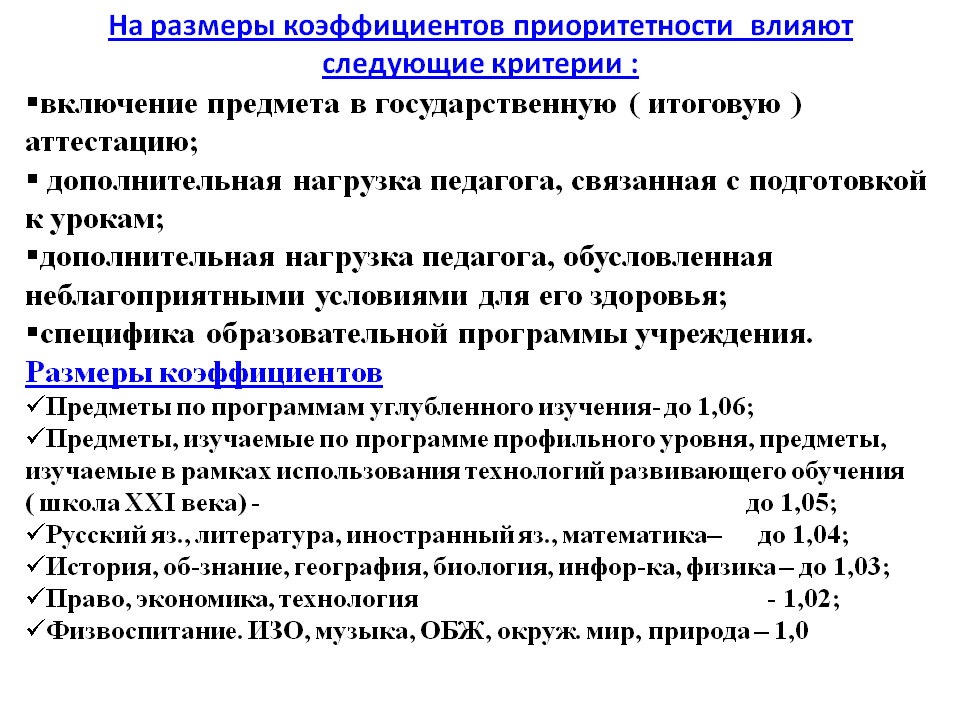 На размеры коэффициентов приоритетности влияют
следующие критерии :
▪включение предмета в государственную ( итоговую )
аттестацию;
▪ дополнительная нагрузка педагога, связанная с подготовкой
к урокам;
▪дополнительная нагрузка педагога, обусловленная
неблагоприятными условиями для его здоровья;
▪специфика образовательной программы учреждения.
Размеры коэффициентов
✓Предметы по программам углубленного изучения- до 1,06;
✓Предметы, изучаемые по программе профильного уровня, предметы,
изучаемые в рамках использования технологий развивающего обучения
( школа XXI века) - до 1,05;
✓Русский яз., литература, иностранный яз., математика– до 1,04;
✓История, об-знание, география, биология, инфор-ка, физика – до 1,03;
✓Право, экономика, технология - 1,02;
✓Физвоспитание. ИЗО, музыка, ОБЖ, окруж. мир, природа – 1,0